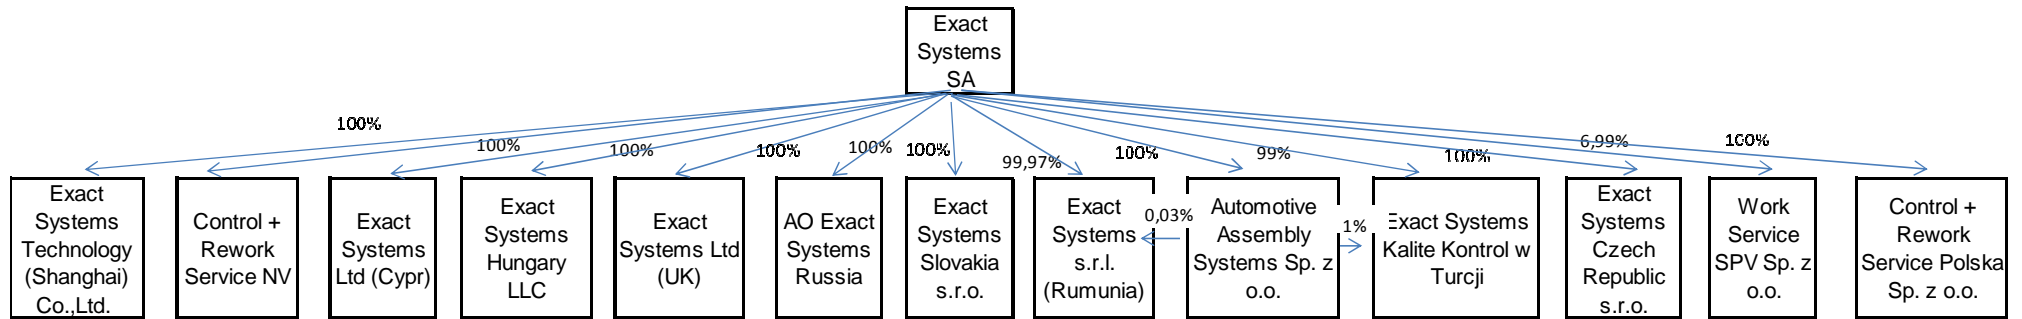 Exact
Systems
SA
100%
100%
100%
100%
100%
100%
99,97%
100%
99%
100%
6,99%
100%
Exact
Systems
Technology
(Shanghai)
Co.,Ltd.
Control +
Rework
Service NV
Exact
Systems
Ltd (Cypr)
Exact
Systems
Hungary
LLC
Exact
Systems Ltd
(UK)
AO Exact
Systems
Russia
Exact
Systems
Slovakia
s.r.o.
Exact
Systems
s.r.l.
(Rumunia)
0,03%
Automotive
Assembly
Systems Sp. z
o.o.
1%
Exact Systems
Kalite Kontrol w
Turcji
Exact
Systems
Czech
Republic
s.r.o.
Work
Service
SPV Sp. z
o.o.
Control +
Rework
Service Polska
Sp. z o.o.